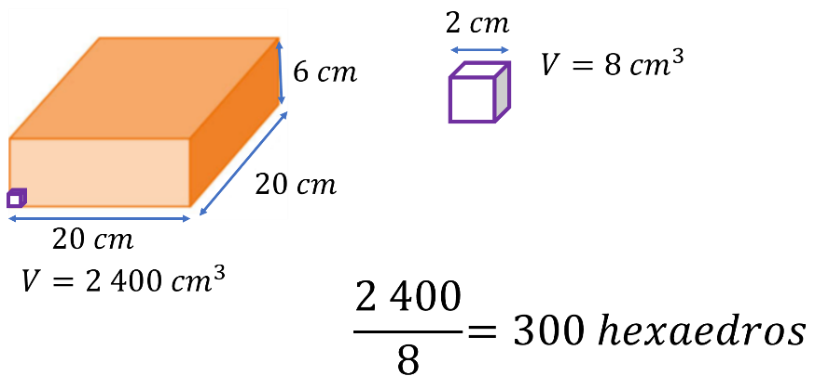 2 cm
6 cm
V = 8 cm³
20 cm
20 cm
V = 2 400 cm³
2 400
8
= 300 hexaedros